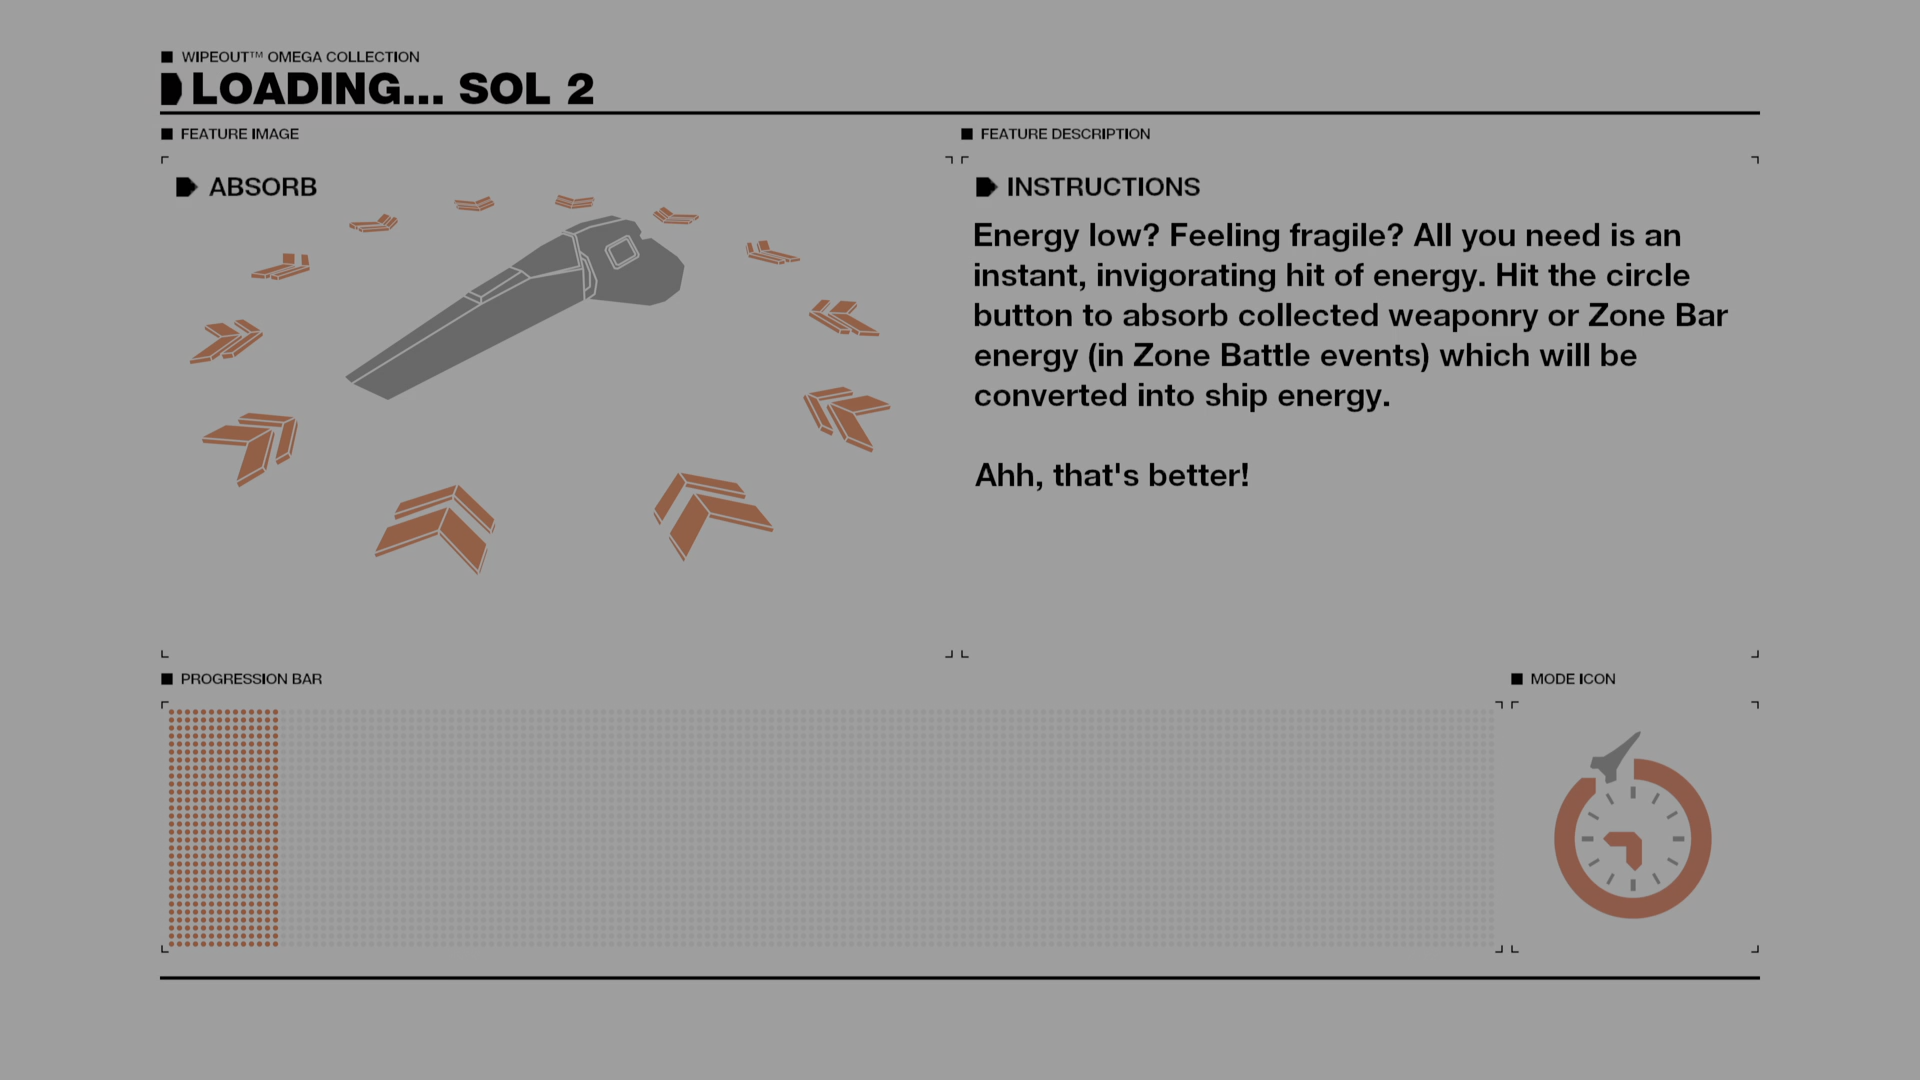 WIPEOUT™ OMEGA COLLECTION
LOADING... SOL 2
FEATURE IMAGE
FEATURE DESCRIPTION
ABSORB
INSTRUCTIONS
Energy low? Feeling fragile? All you need is an
instant, invigorating hit of energy. Hit the circle
button to absorb collected weaponry or Zone Bar
energy (in Zone Battle events) which will be
converted into ship energy.
Ahh, that's better!
PROGRESSION BAR
MODE ICON